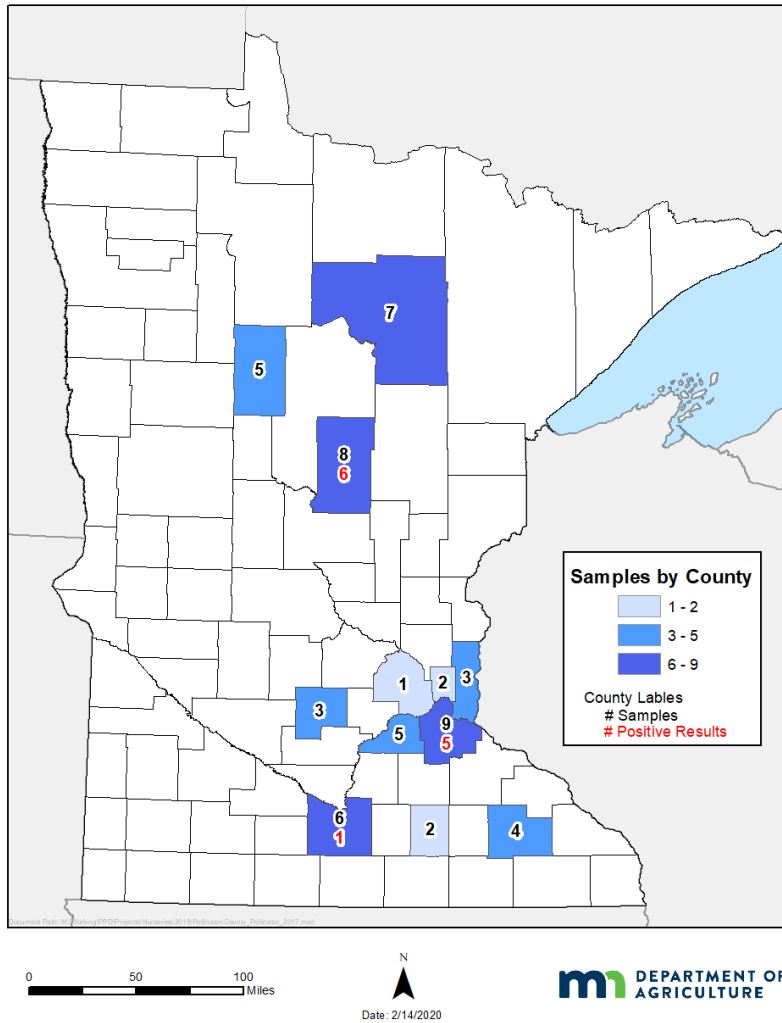 7
5
8
6
1
2
3
3
9
5
5
6
1
2
4
Samples by County
1 - 2
3 - 5
6 - 9
County Lables
# Samples
# Positive Results
0 50 100
Miles
N
Date: 2/14/2020
mn DEPARTMENT OF
AGRICULTURE